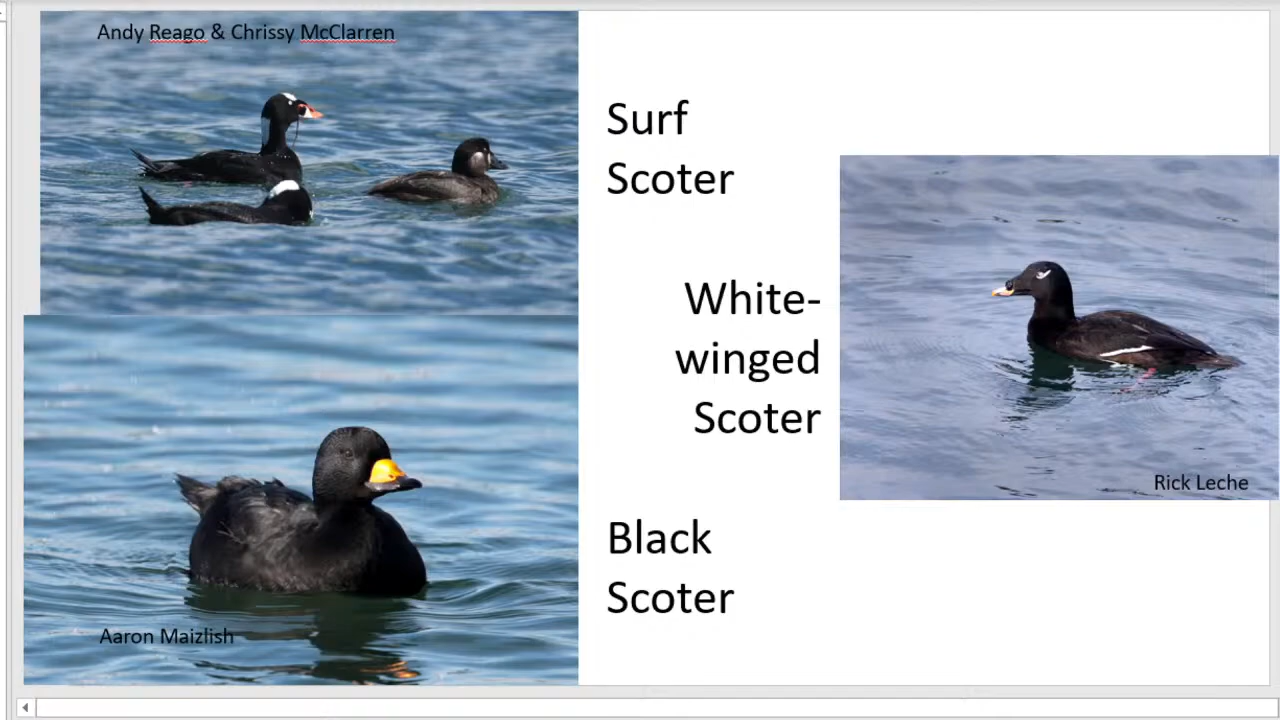 Andy Reago & Chrissy McClarren
Surf
Scoter
White-
winged
Scoter
Rick Leche
Black
Scoter
Aaron Maizlish